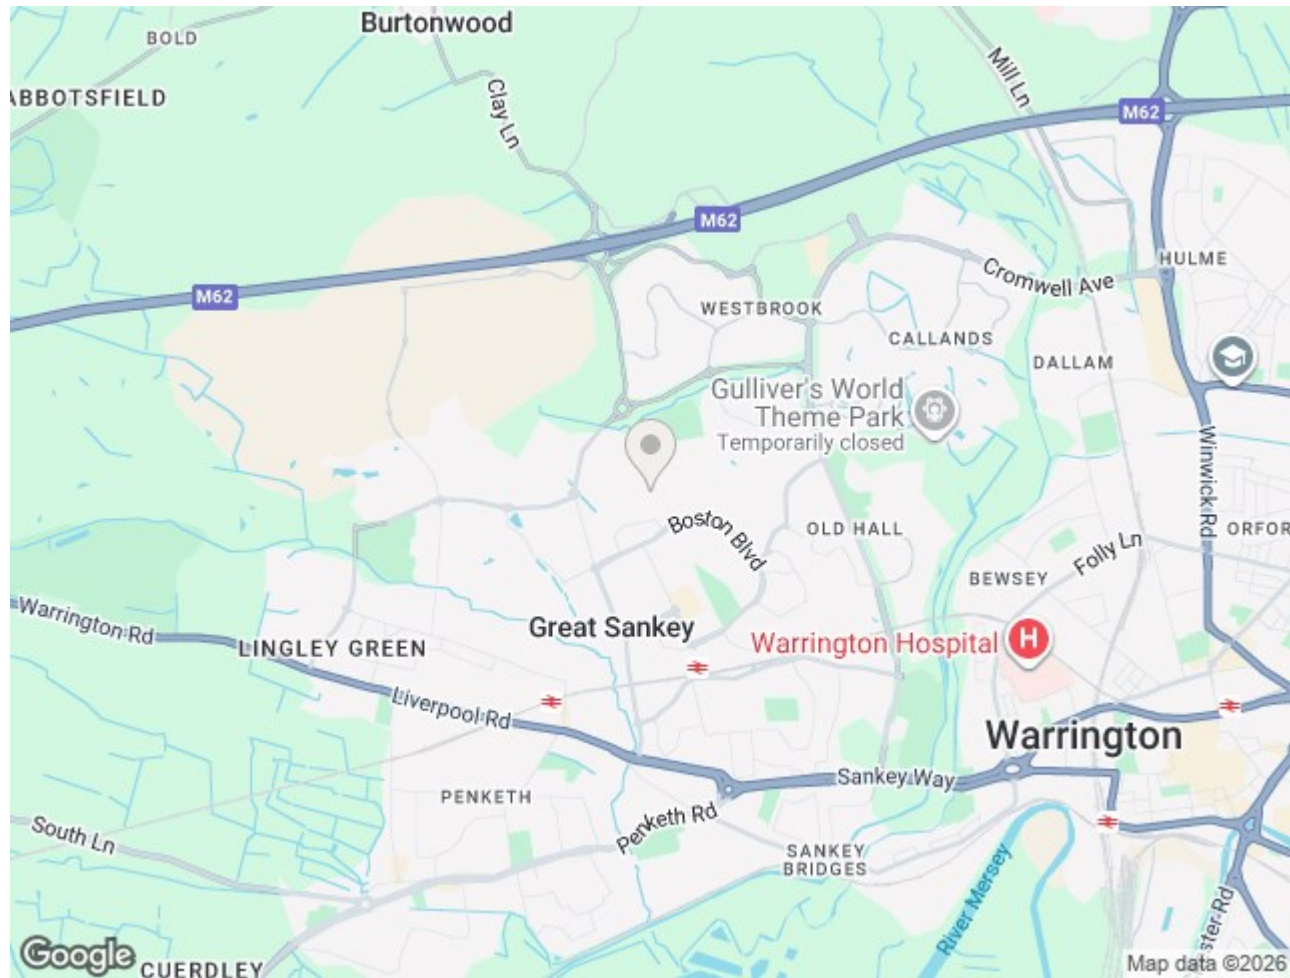 Burtonwood
BOLD
ABBOTSFIELD
Clay Ln
Mill Ln
M62
M62
M62
HULME
Cromwell Ave
WESTBROOK
CALLANDS
DALLAM
Gulliver's World
Theme Park
Temporarily closed
Winwick Rd
Boston Blvd
OLD HALL
ORFOR
Folly Ln
BEWSEY
Warrington Rd
Great Sankey
LINGLEY GREEN
Warrington Hospital
H
Liverpool Rd
Warrington
Sankey Way
PENKETH
Penketh Rd
South Ln
SANKEY
BRIDGES
River Mersey
ster Rd
Google
CUERDLEY
Map data ©2026